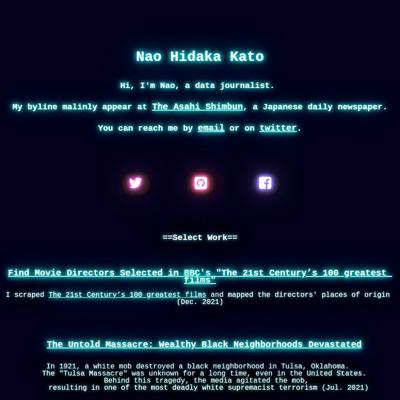 Nao Hidaka Kato
Hi, I'm Nao, a data journalist.
My byline malinly appear at The Asahi Shimbun, a Japanese daily newspaper.
You can reach me by email or on twitter.
==Select Work==
Find Movie Directors Selected in BBC's "The 21st Century's 100 greatest
films"
I scraped The 21st Century's 100 greatest films and mapped the directors' places of origin
(Dec. 2021)
The Untold Massacre: Wealthy Black Neighborhoods Devastated
In 1921, a white mob destroyed a black neighborhood in Tulsa, Oklahoma.
The "Tulsa Massacre" was unknown for a long time, even in the United States.
Behind this tragedy, the media agitated the mob,
resulting in one of the most deadly white supremacist terrorism (Jul. 2021)